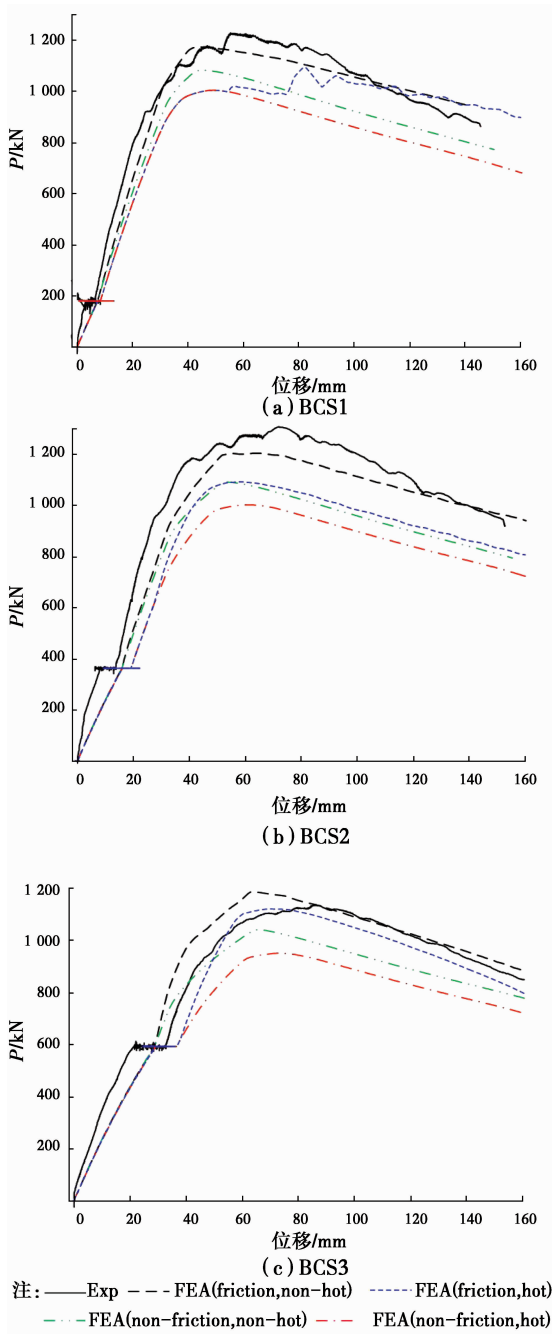 1 200
1 000
800
600
400
200
P/kN
0 20 40 60 80 100 120 140 160
位移/mm
(a) BCS1
1 200
1 000
800
600
400
200
P/kN
0 20 40 60 80 100 120 140 160
位移/mm
(b) BCS2
1 200
1 000
800
600
400
200
P/kN
0 20 40 60 80 100 120 140 160
位移/mm
(c) BCS3
注: Exp FEA(friction,non-hot) FEA(friction,hot)
FEA(non-friction,non-hot) FEA(non-friction,hot)